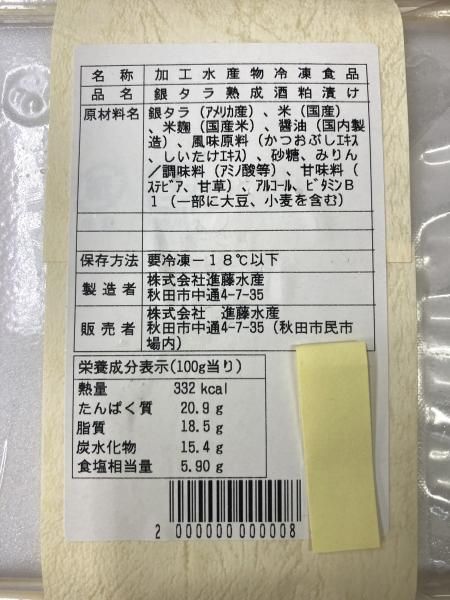 名称 加工水産物冷凍食品
品名 銀タラ熟成酒粕漬け
原材料名 銀タラ（アメリカ産）、米（国産）
、米麹（国産米）、醤油（国内製
造）、風味原料（かつおぶしエキス
、しいたけエキス）、砂糖、みりん
／調味料（アミノ酸等）、甘味料（
ステビア、甘草）、アルコール、ビタミンB
1（一部に大豆、小麦を含む）
保存方法 要冷凍－18℃以下
製造者 株式会社進藤水産
秋田市中通4-7-35
販売者 株式会社 進藤水産
秋田市中通4-7-35（秋田市民市
場内）
栄養成分表示(100g当り)
熱量 332 kcal
たんぱく質 20.9 g
脂質 18.5 g
炭水化物 15.4 g
食塩相当量 5.90 g
2 000000 000008